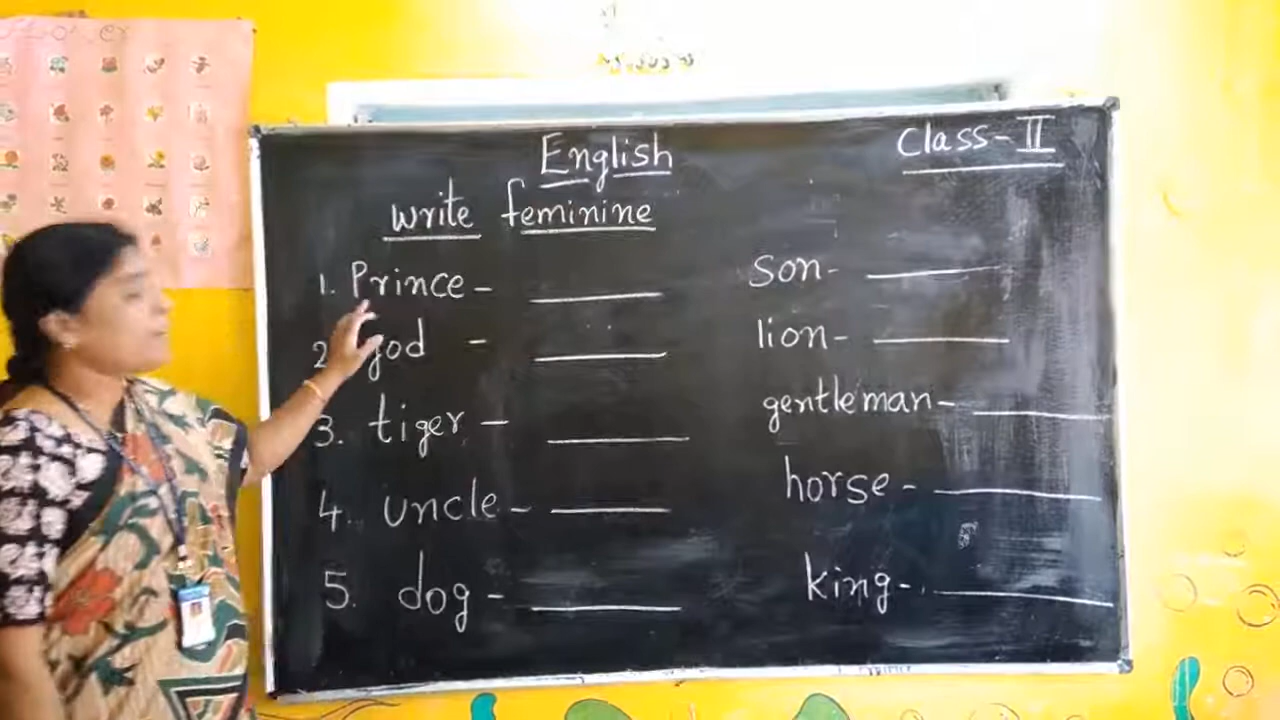 English
Class-II
write feminine
1. Prince - ______ son- ______
2. god - ______ lion- ______
3. tiger - ______ gentleman- ______
4. uncle - ______ horse - ______
5. dog - ______ king- ______